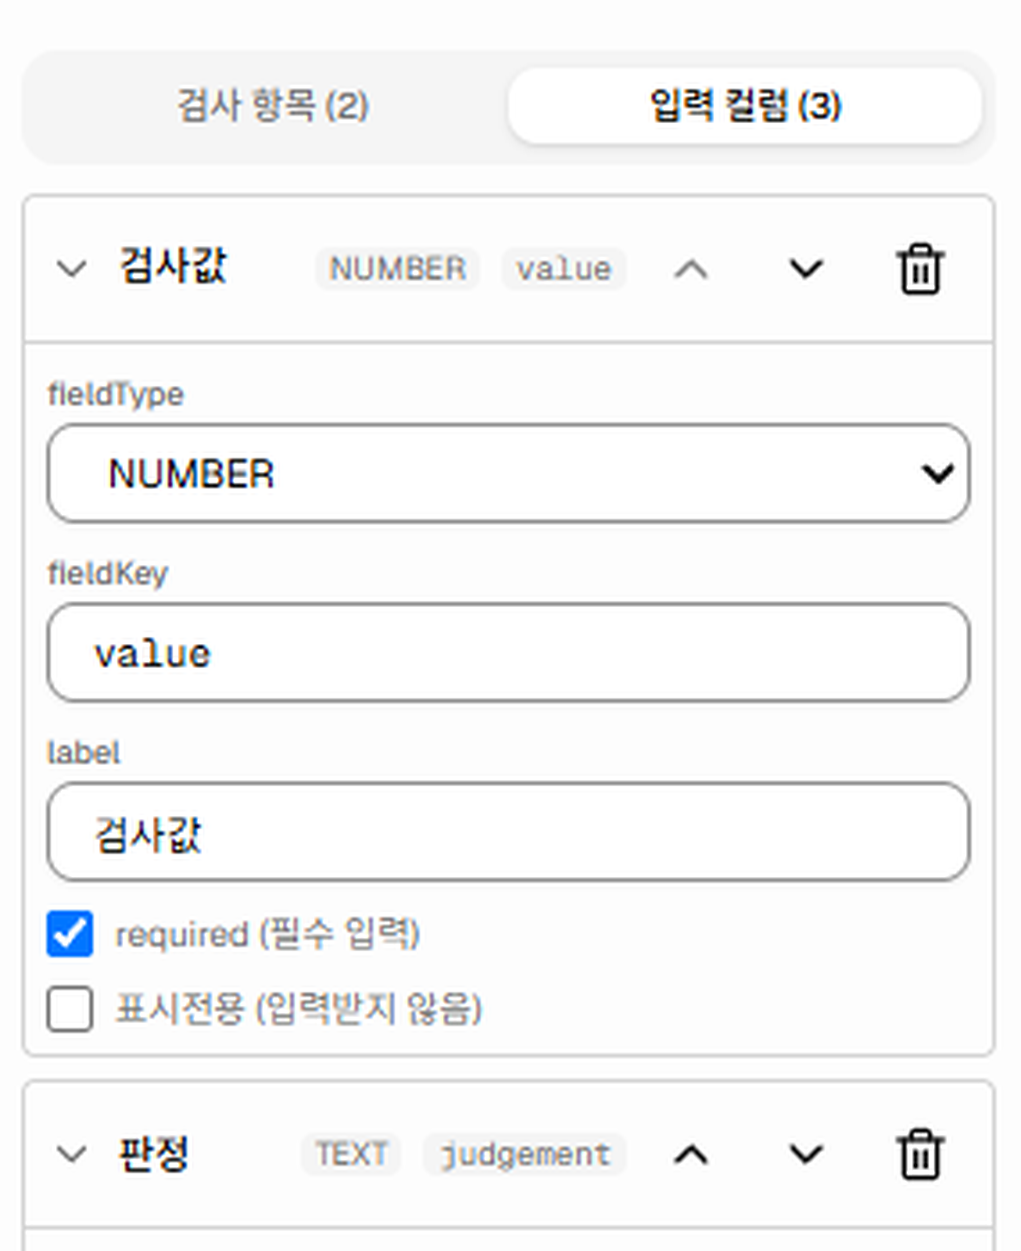 검사 항목 (2) 입력 컬럼 (3)
검사값 NUMBER value
fieldType
NUMBER
fieldKey
value
label
검사값
required (필수 입력)
표시전용 (입력받지 않음)
판정 TEXT judgement